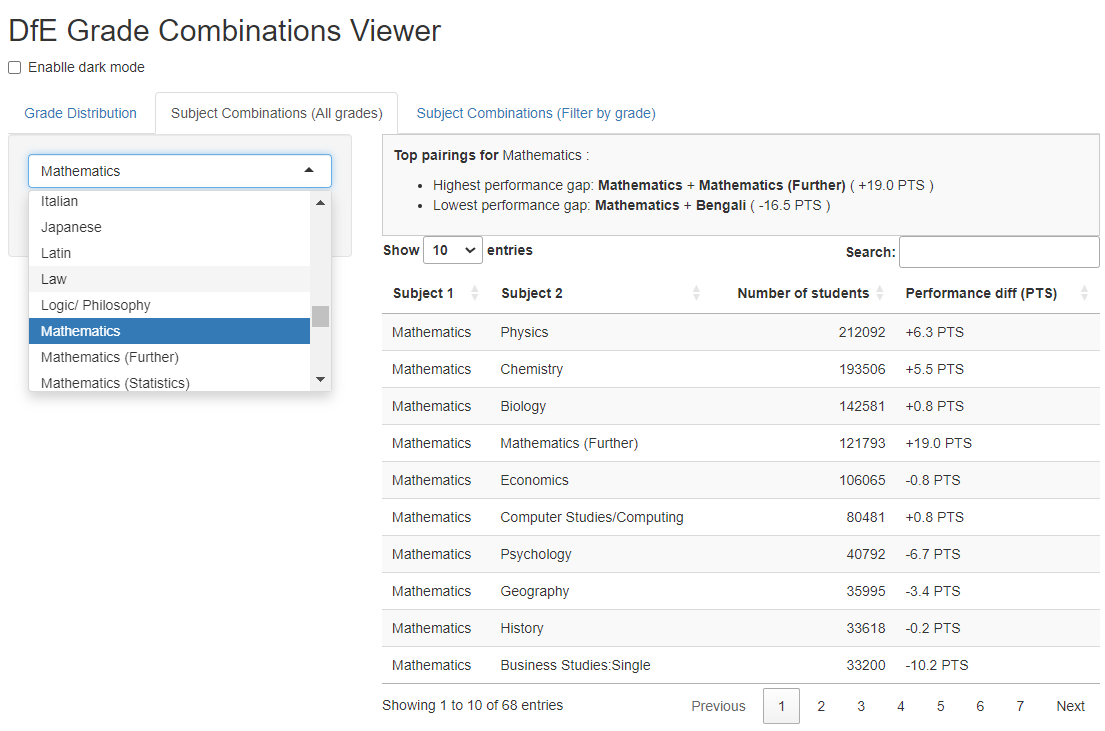 DfE Grade Combinations Viewer
Enablle dark mode
Grade Distribution Subject Combinations (All grades) Subject Combinations (Filter by grade)
Mathematics
Italian
Japanese
Latin
Law
Logic/ Philosophy
Mathematics
Mathematics (Further)
Mathematics (Statistics)
Top pairings for Mathematics :
Highest performance gap: Mathematics + Mathematics (Further) ( +19.0 PTS )
Lowest performance gap: Mathematics + Bengali ( -16.5 PTS )
Show 10 entries Search:
Subject 1 Subject 2 Number of students Performance diff (PTS)
Mathematics Physics 212092 +6.3 PTS
Mathematics Chemistry 193506 +5.5 PTS
Mathematics Biology 142581 +0.8 PTS
Mathematics Mathematics (Further) 121793 +19.0 PTS
Mathematics Economics 106065 -0.8 PTS
Mathematics Computer Studies/Computing 80481 +0.8 PTS
Mathematics Psychology 40792 -6.7 PTS
Mathematics Geography 35995 -3.4 PTS
Mathematics History 33618 -0.2 PTS
Mathematics Business Studies:Single 33200 -10.2 PTS
Showing 1 to 10 of 68 entries Previous 1 2 3 4 5 6 7 Next